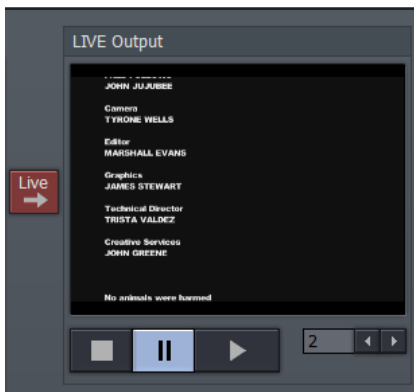 LIVE Output
JOHN JUJUBEE
Camera
TYRONE WELLS
Editor
MARSHALL EVANS
Graphics
JAMES STEWART
Technical Director
TRISTA VALDEZ
Creative Services
JOHN GREENE
No animals were harmed
Live
2